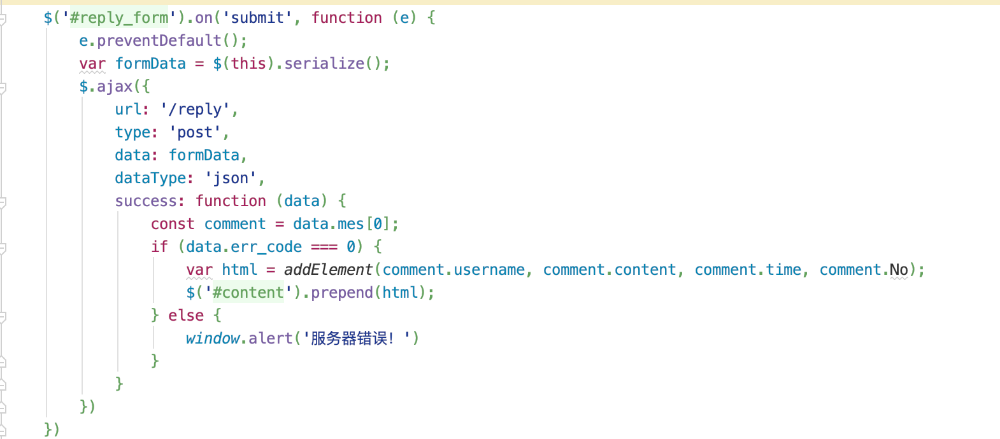 $('#reply_form').on('submit', function (e) {
    e.preventDefault();
    var formData = $(this).serialize();
    $.ajax({
        url: '/reply',
        type: 'post',
        data: formData,
        dataType: 'json',
        success: function (data) {
            const comment = data.mes[0];
            if (data.err_code === 0) {
                var html = addElement(comment.username, comment.content, comment.time, comment.No);
                $('#content').prepend(html);
            } else {
                window.alert('服务器错误！')
            }
        }
    })
})